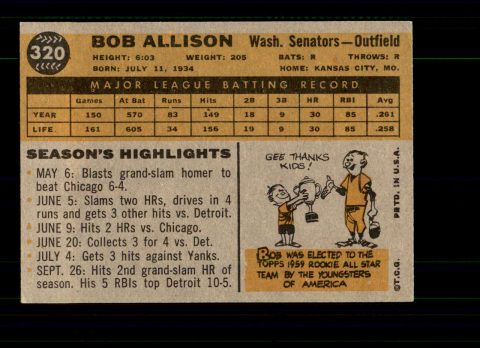 320
BOB ALLISON Wash. Senators—Outfield
HEIGHT: 6:03 WEIGHT: 205 BATS: R THROWS: R
BORN: JULY 11, 1934 HOME: KANSAS CITY, MO.
MAJOR LEAGUE BATTING RECORD
Games At Bat Runs Hits 2B 3B HR RBI Avg
YEAR 150 570 83 149 18 9 30 85 .261
LIFE 161 605 34 156 18 9 30 85 .258
SEASON'S HIGHLIGHTS
• MAY 6: Blasts grand-slam homer to
beat Chicago 6-4.
• JUNE 5: Slams two HRs, drives in 4
runs and gets 3 other hits vs. Detroit.
• JUNE 9: Hits 2 HRs vs. Chicago.
• JUNE 20: Collects 3 for 4 vs. Det.
• JULY 4: Gets 3 hits against Yanks.
• SEPT. 26: Hits 2nd grand-slam HR of
season. His 5 RBIs top Detroit 10-5.
GEE THANKS
KIDS!
BOB WAS ELECTED TO THE
TOPPS 1959 ROOKIE ALL STAR
TEAM BY THE YOUNGSTERS
OF AMERICA
©T.C.G. PRTD. IN U.S.A.